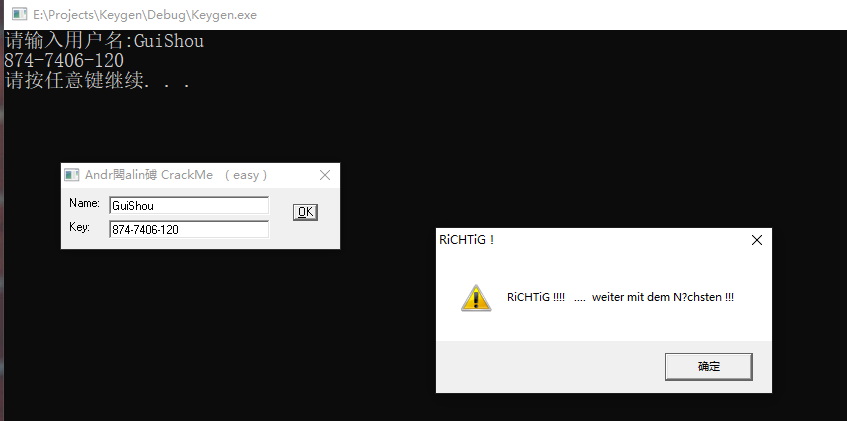 E:\Projects\Keygen\Debug\Keygen.exe
请输入用户名:GuiShou
874-7406-120
请按任意键继续. . .
Andr閇alin礡 CrackMe ( easy )
Name: GuiShou
OK
Key: 874-7406-120
RiCHTiG !
RiCHTiG !!!! .... weiter mit dem N?chsten !!!
确定